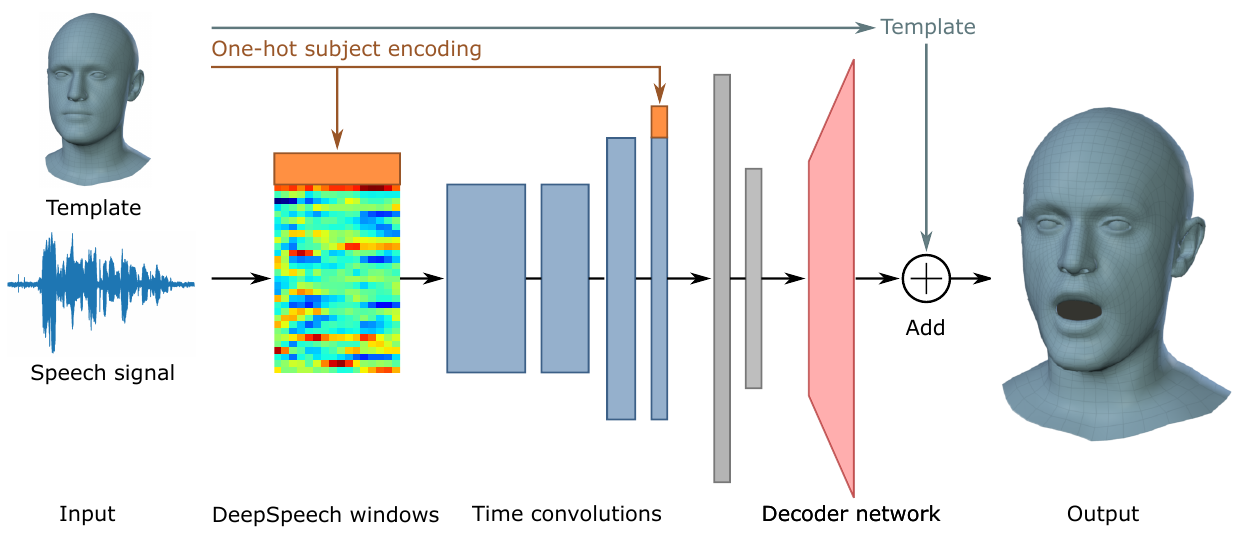 Template
One-hot subject encoding
Template
Speech signal
Add
Input
DeepSpeech windows
Time convolutions
Decoder network
Output